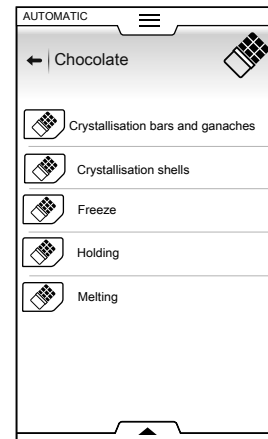 AUTOMATIC
Chocolate
Crystallisation bars and ganaches
Crystallisation shells
Freeze
Holding
Melting